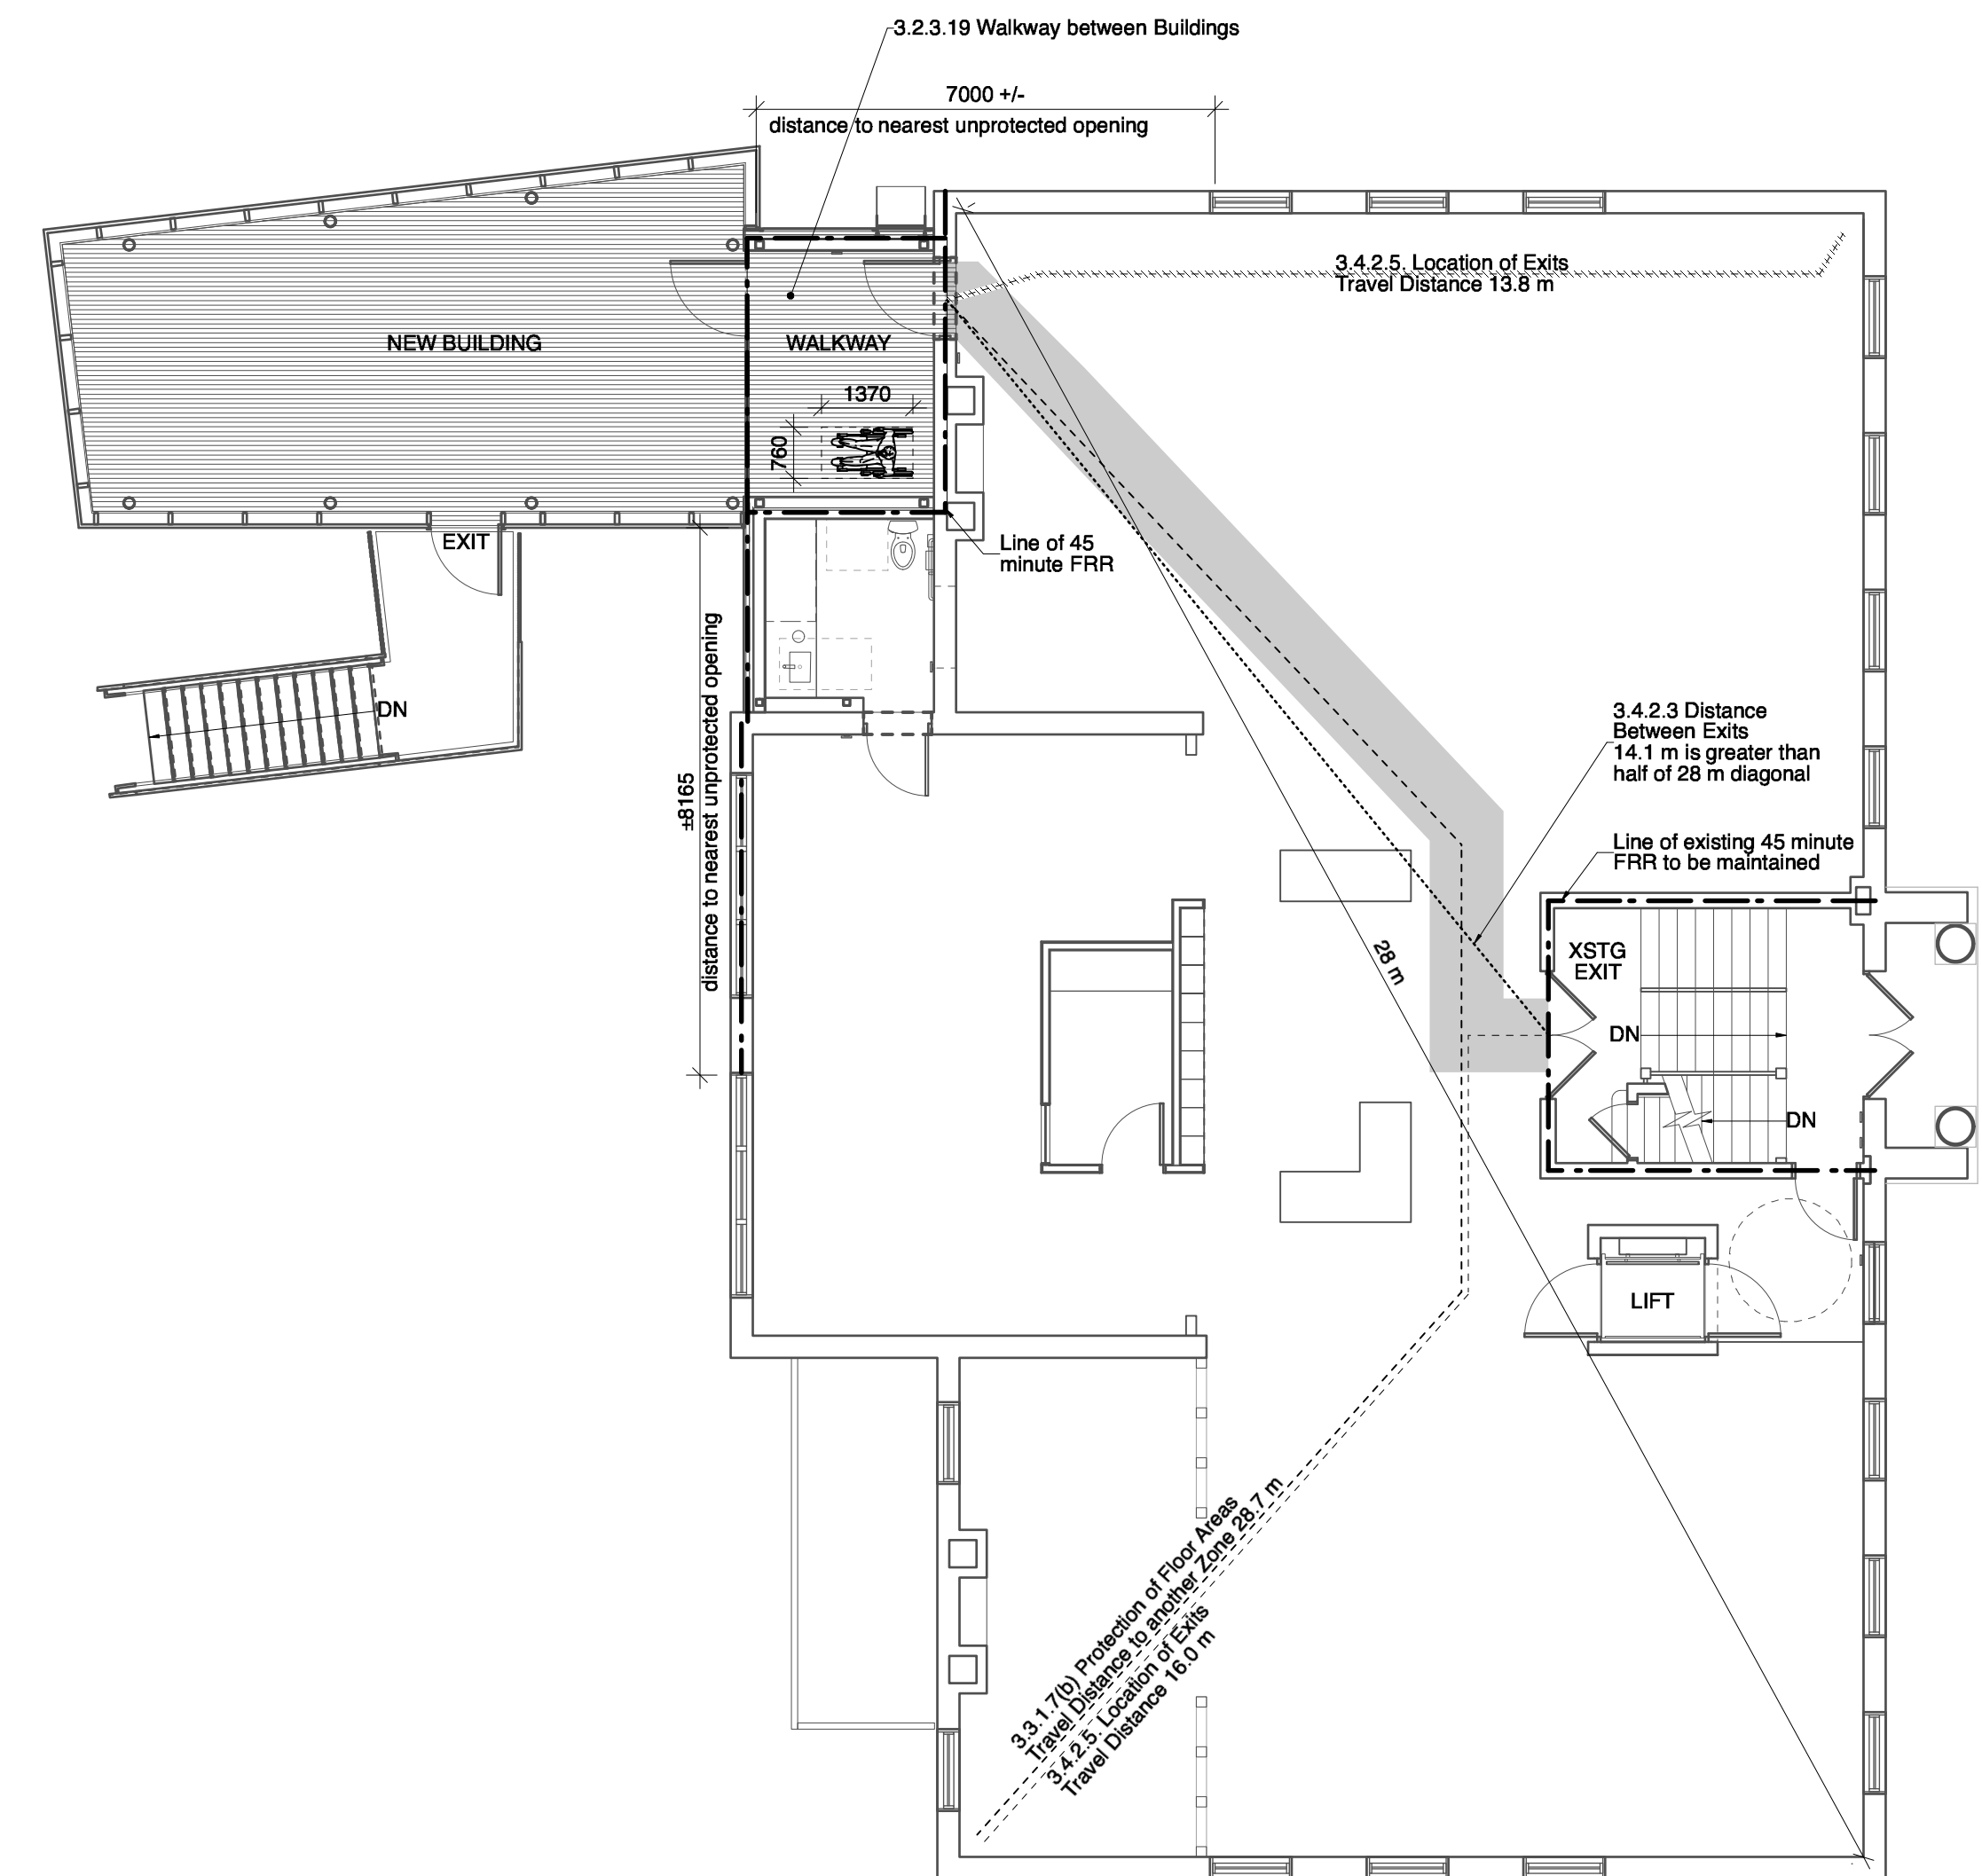 3.2.3.19 Walkway between Buildings
7000 +/-
distance to nearest unprotected opening
3.4.2.5. Location of Exits
Travel Distance 13.8 m
NEW BUILDING
WALKWAY
1370
760
EXIT
Line of 45
minute FRR
DN
±8165
distance to nearest unprotected opening
3.4.2.3 Distance
Between Exits
14.1 m is greater than
half of 28 m diagonal
Line of existing 45 minute
FRR to be maintained
28 m
XSTG
EXIT
DN
DN
LIFT
3.3.1.7(b) Protection of Floor Areas
Travel Distance to another Zone 28.7 m
3.4.2.5. Location of Exits
Travel Distance 16.0 m